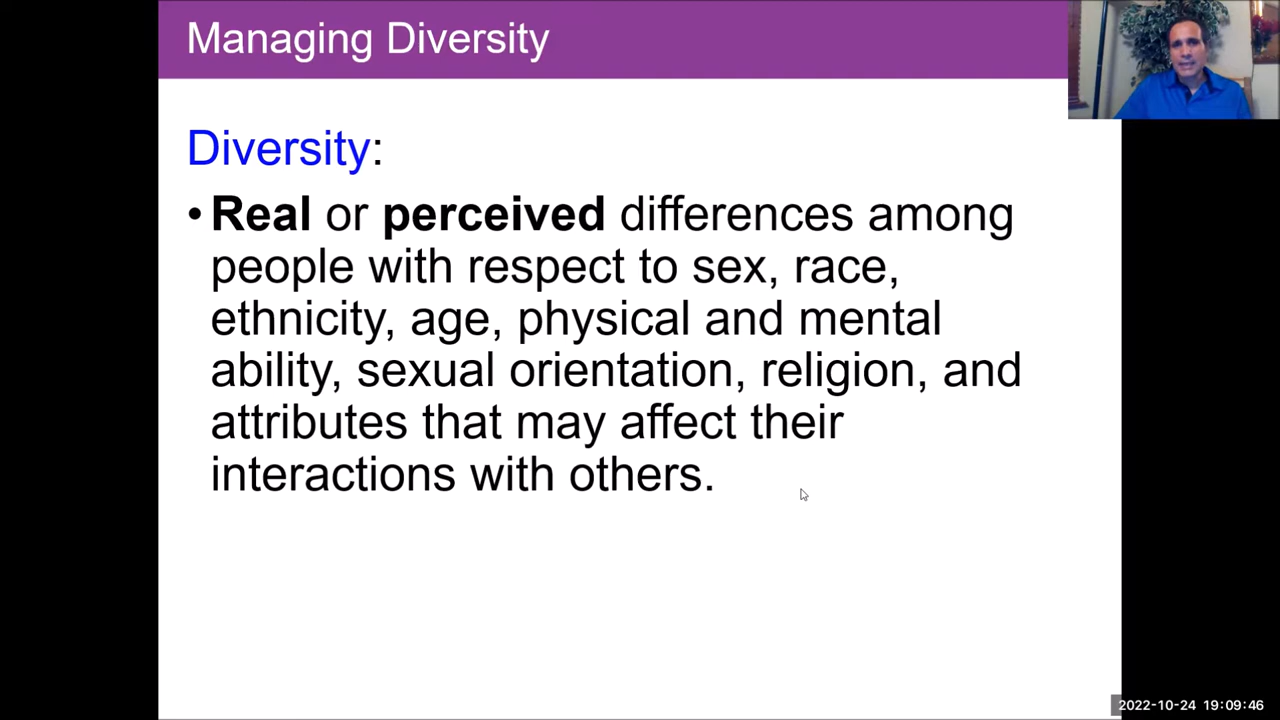 Managing Diversity
Diversity:
• Real or perceived differences among
people with respect to sex, race,
ethnicity, age, physical and mental
ability, sexual orientation, religion, and
attributes that may affect their
interactions with others.
2022-10-24 19:09:46